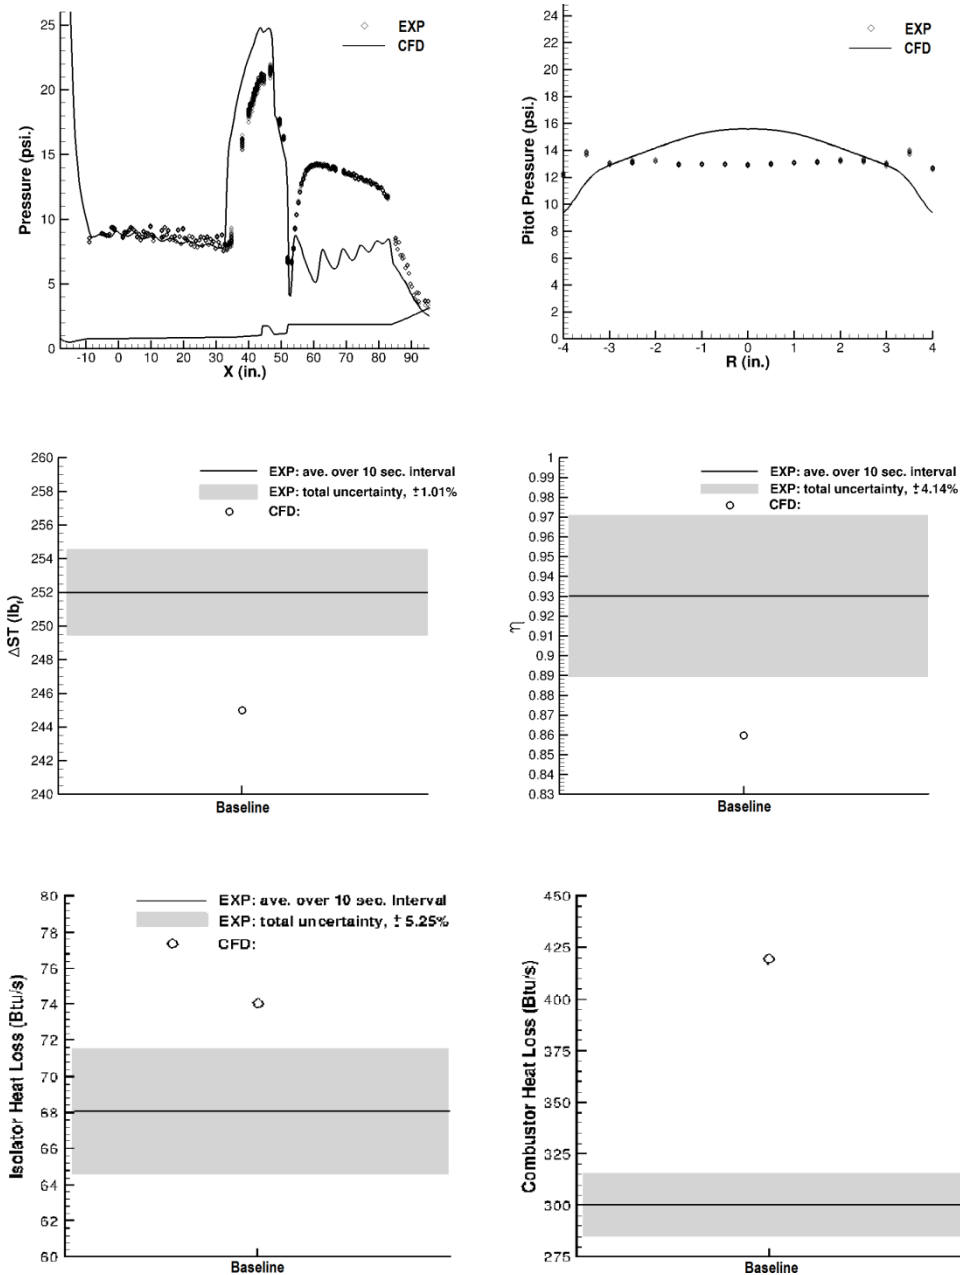 25
20
15
10
5
0
Pressure (psi.)
EXP
CFD
-10 0 10 20 30 40 50 60 70 80 90
X (in.)
24
22
20
18
16
14
12
10
8
6
4
2
0
Pitot Pressure (psi.)
EXP
CFD
-4 -3 -2 -1 0 1 2 3 4
R (in.)
260
258
256
254
252
250
248
246
244
242
240
ΔST (lbf)
EXP: ave. over 10 sec. interval
EXP: total uncertainty, ±1.01%
CFD:
Baseline
1
0.99
0.98
0.97
0.96
0.95
0.94
0.93
0.92
0.91
0.9
0.89
0.88
0.87
0.86
0.85
0.84
0.83
η
EXP: ave. over 10 sec. interval
EXP: total uncertainty, ±4.14%
CFD:
Baseline
80
78
76
74
72
70
68
66
64
62
60
Isolator Heat Loss (Btu/s)
EXP: ave. over 10 sec. Interval
EXP: total uncertainty, ± 5.25%
CFD:
Baseline
450
425
400
375
350
325
300
275
Combustor Heat Loss (Btu/s)
Baseline